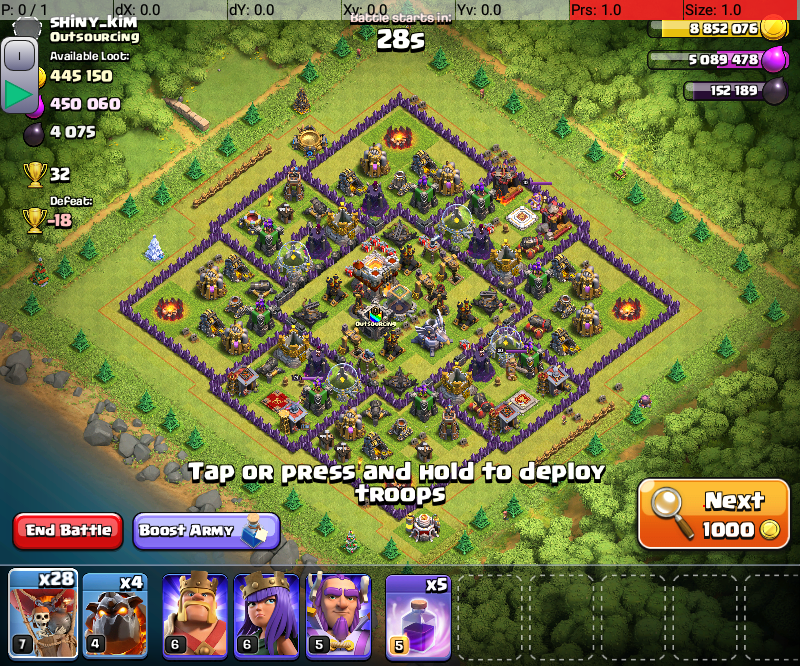 P: 0 / 1 dX: 0.0 dY: 0.0 Xv: 0.0 Yv: 0.0 Prs: 1.0 Size: 1.0
SHiNY_KiM
Outsourcing
Available Loot:
445 150
450 060
4 075
32
Defeat:
-18
Battle starts in:
28s
8 852 076
5 089 478
152 189
Outsourcing
Tap or press and hold to deploy
troops
End Battle
Boost Army
Next
1000
x28
7
x4
4
6
6
5
x5
5